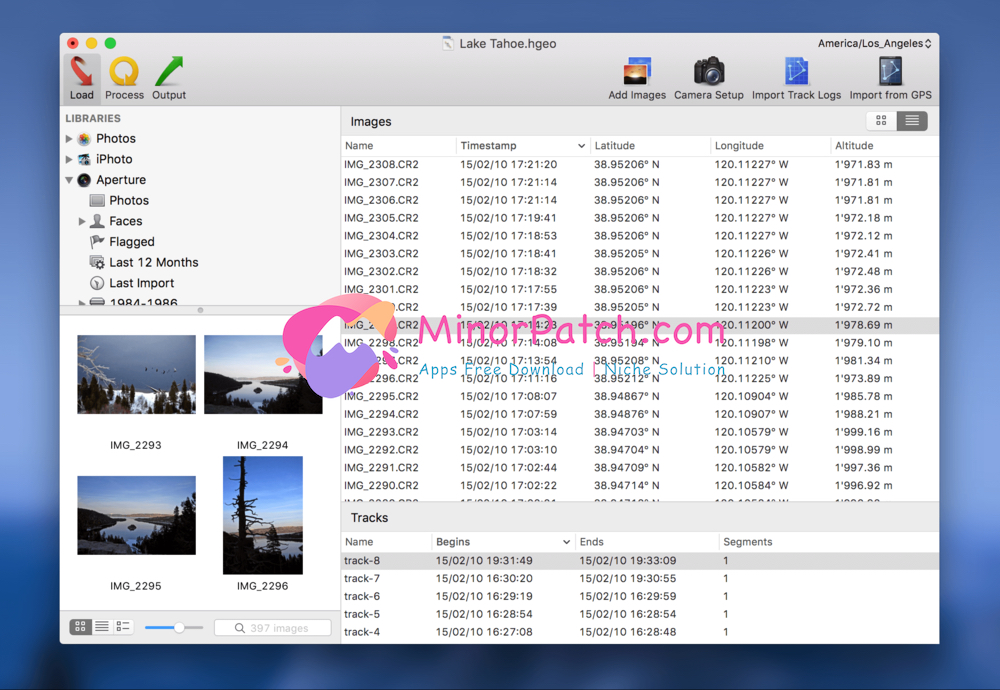 Lake Tahoe.hgeo
America/Los_Angeles
Load Process Output
Add Images Camera Setup Import Track Logs Import from GPS
LIBRARIES
Photos
iPhoto
Aperture
Photos
Faces
Flagged
Last 12 Months
Last Import
1984-1986
IMG_2293 IMG_2294
IMG_2295 IMG_2296
397 images
Images
Name Timestamp Latitude Longitude Altitude
IMG_2308.CR2 15/02/10 17:21:20 38.95206° N 120.11227° W 1'971.83 m
IMG_2307.CR2 15/02/10 17:21:14 38.95206° N 120.11227° W 1'971.81 m
IMG_2306.CR2 15/02/10 17:21:14 38.95206° N 120.11227° W 1'971.81 m
IMG_2305.CR2 15/02/10 17:19:41 38.95206° N 120.11227° W 1'972.18 m
IMG_2304.CR2 15/02/10 17:18:53 38.95206° N 120.11227° W 1'972.12 m
IMG_2303.CR2 15/02/10 17:18:41 38.95205° N 120.11226° W 1'972.41 m
IMG_2302.CR2 15/02/10 17:18:32 38.95206° N 120.11226° W 1'972.48 m
IMG_2301.CR2 15/02/10 17:17:55 38.95206° N 120.11223° W 1'972.36 m
15/02/10 17:17:39 38.95205° N 120.11223° W 1'972.72 m
15/02/10 17:14:23 38.95196° N 120.11200° W 1'978.69 m
MinorPatch.com
IMG_2298.CR2 15/02/10 17:14:08 38.95194° N 120.11198° W 1'979.10 m
15/02/10 17:13:54 38.95208° N 120.11210° W 1'981.34 m
Apps Free Download | Niche Solution
2296.CR2 15/02/10 17:11:16 38.95212° N 120.11225° W 1'973.89 m
IMG_2295.CR2 15/02/10 17:08:07 38.94867° N 120.10904° W 1'985.78 m
IMG_2294.CR2 15/02/10 17:07:59 38.94876° N 120.10907° W 1'988.21 m
IMG_2293.CR2 15/02/10 17:03:14 38.94703° N 120.10579° W 1'999.16 m
IMG_2292.CR2 15/02/10 17:03:10 38.94704° N 120.10579° W 1'998.99 m
IMG_2291.CR2 15/02/10 17:02:44 38.94709° N 120.10582° W 1'997.36 m
IMG_2290.CR2 15/02/10 17:02:22 38.94714° N 120.10584° W 1'996.92 m
Tracks
Name Begins Ends Segments
track-8 15/02/10 19:31:49 15/02/10 19:33:09 1
track-7 15/02/10 16:30:20 15/02/10 19:30:55 1
track-6 15/02/10 16:29:19 15/02/10 16:29:59 1
track-5 15/02/10 16:28:54 15/02/10 16:28:54 1
track-4 15/02/10 16:27:08 15/02/10 16:28:48 1